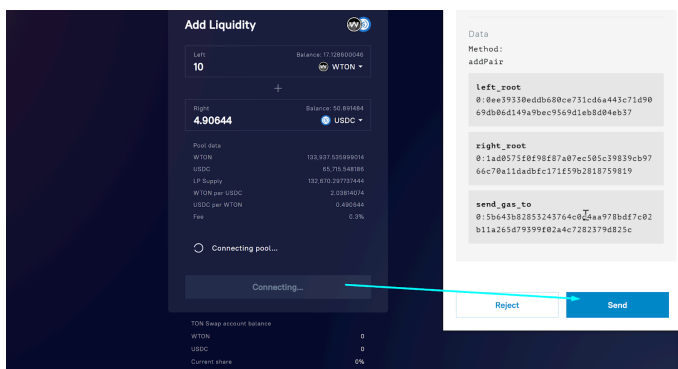 Add Liquidity
Left
Balance: 17.128600046
10
WTON
+
Right
Balance: 50.891484
4.90644
USDC
Pool data
WTON
133,937.535999014
USDC
65,715.548186
LP Supply
132,670.297737444
WTON per USDC
2.03814074
USDC per WTON
0.490644
Fee
0.3%
Connecting pool...
Connecting...
TON Swap account balance
WTON
0
USDC
0
Current share
0%
Data
Method:
addPair
left_root
0:0ee39330eddb680ce731cd6a443c71d90
69db06d149a9bec9569d1eb8d04eb37
right_root
0:1ad0575f0f98f87a07ec505c39839cb97
66c70a11dadbfc171f59b2818759819
send_gas_to
b11a265d79399f02a4c7282379d825c
Reject
Send